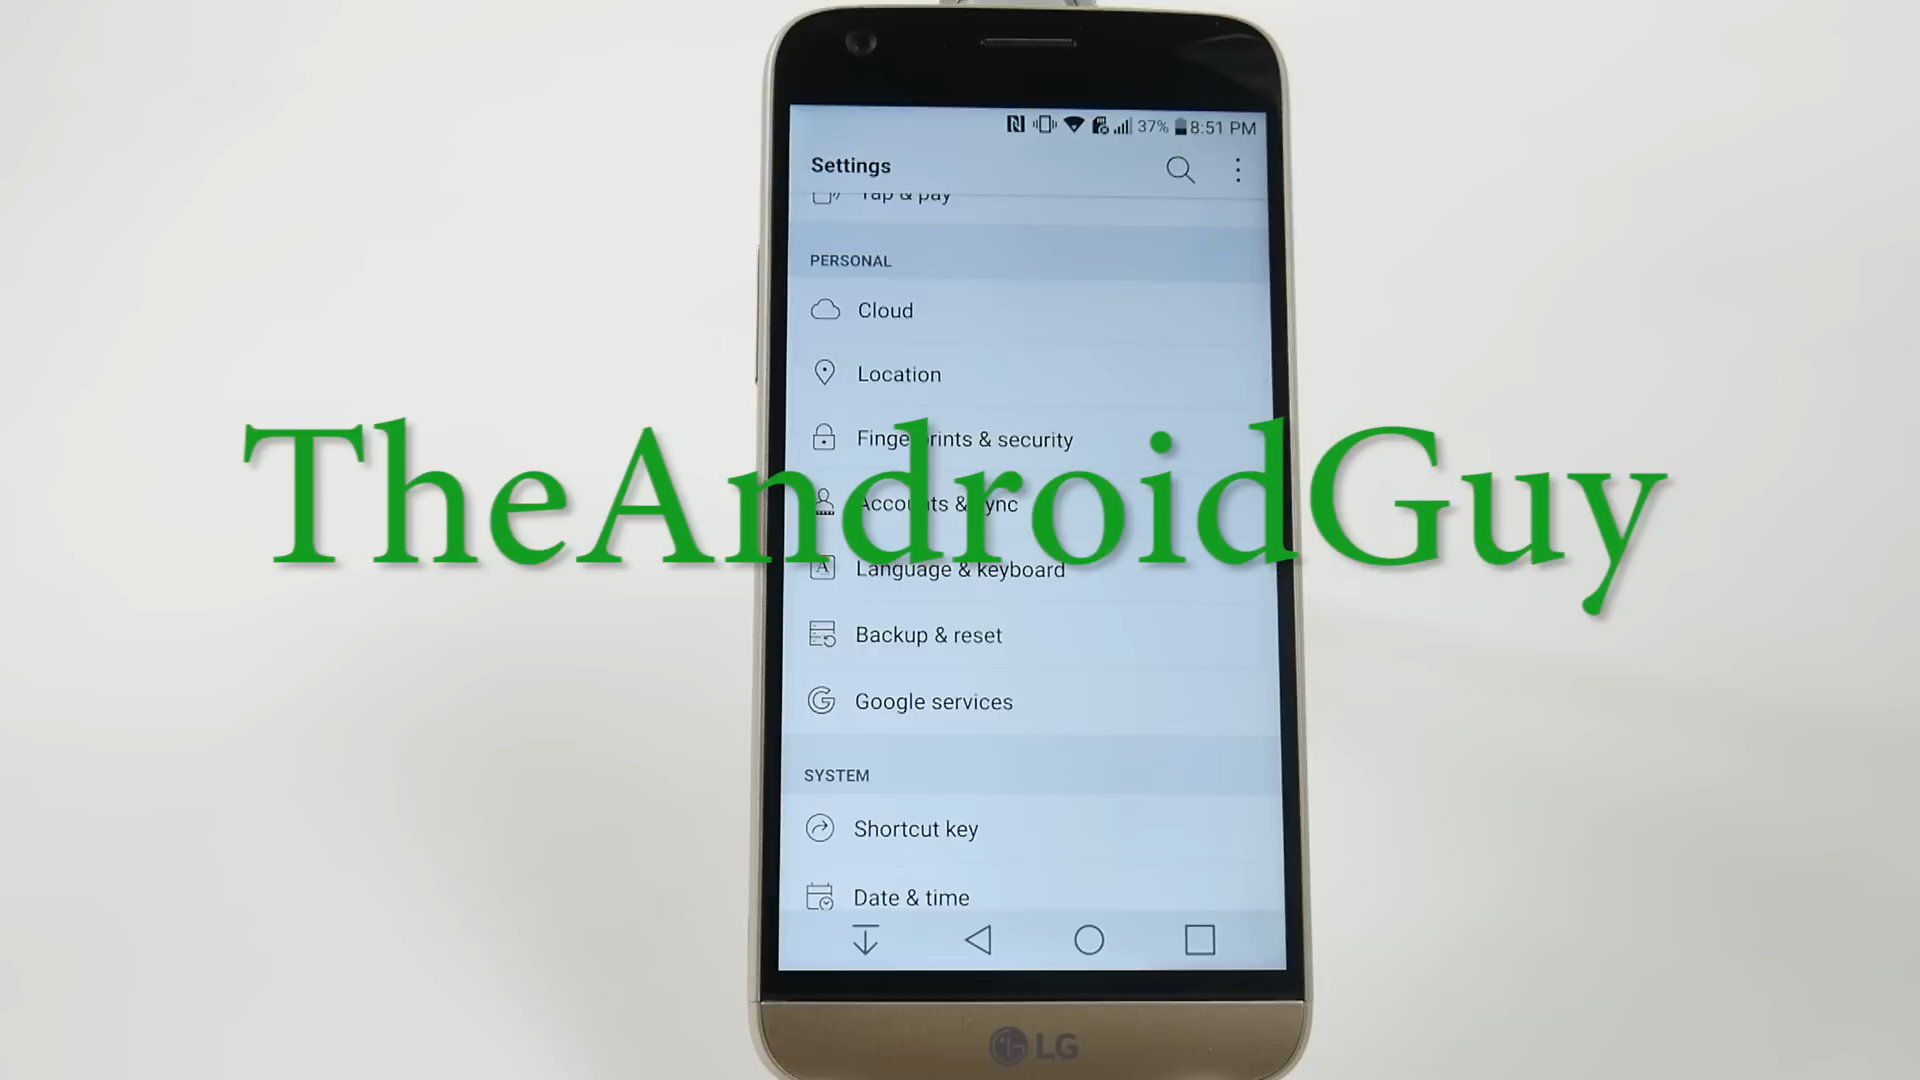 37% 8:51 PM
Settings
Tap & pay
PERSONAL
Cloud
Location
Fingerprints & security
TheAndroidGuy
Accounts & sync
Language & keyboard
Backup & reset
Google services
SYSTEM
Shortcut key
Date & time
LG